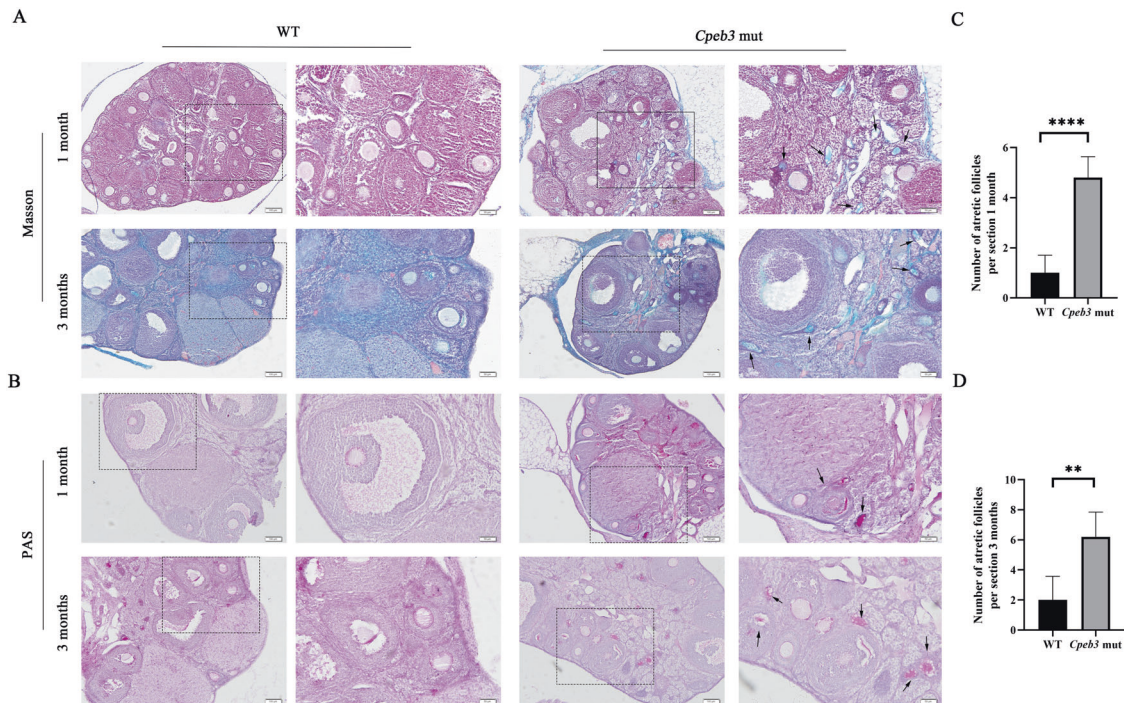 A
WT
Cpeb3 mut
C
Masson
1 month
3 months
Number of atretic follicles
per section 1 month
6
4
2
0
****
WT
Cpeb3 mut
B
D
PAS
1 month
3 months
Number of atretic follicles
per section 3 months
10
8
6
4
2
0
**
WT
Cpeb3 mut